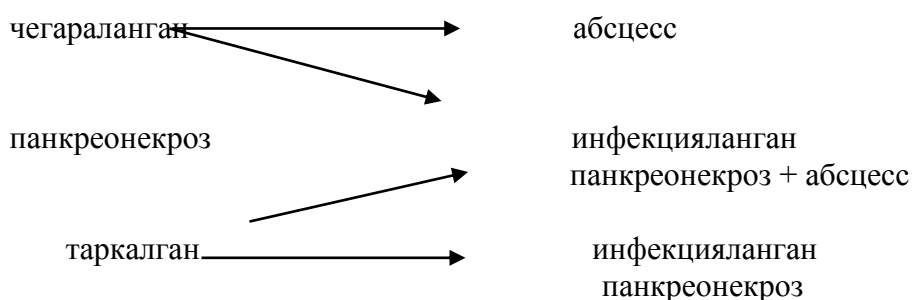 чегараланган абсцесс
панкреонекроз инфекцияланган
панкреонекроз + абсцесс
таркалган инфекцияланган
панкреонекроз